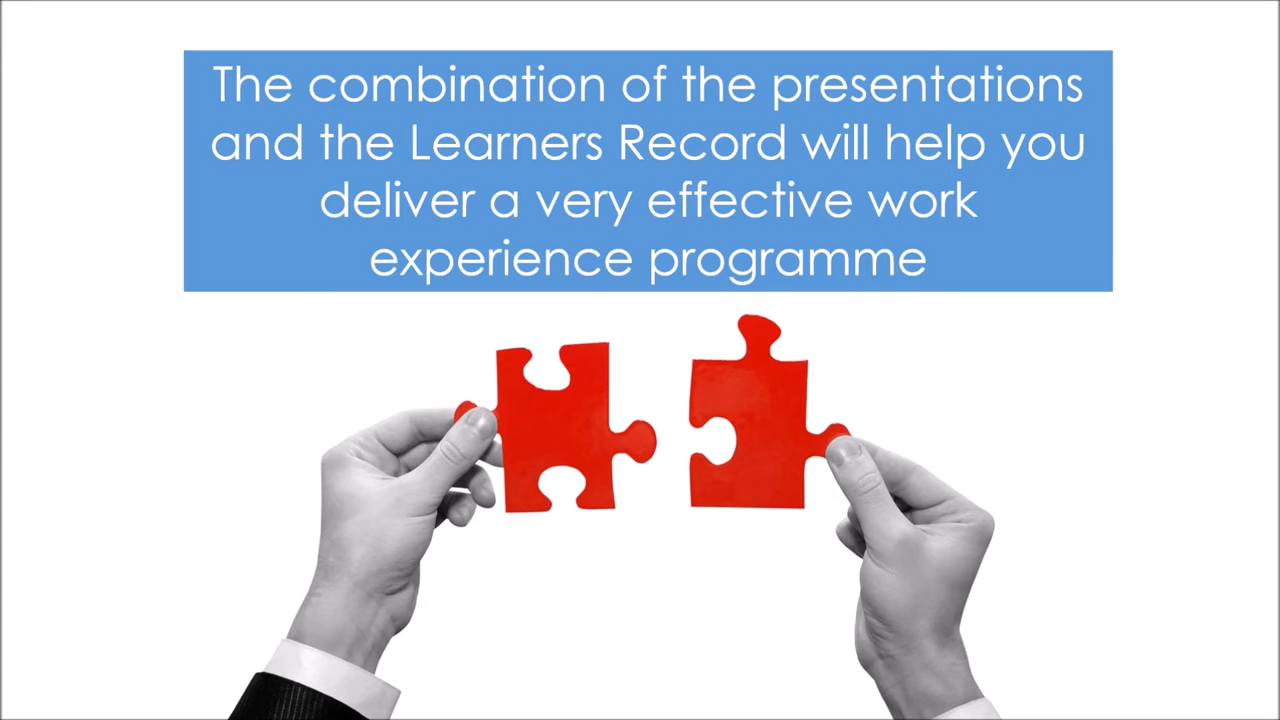 The combination of the presentations
and the Learners Record will help you
deliver a very effective work
experience programme